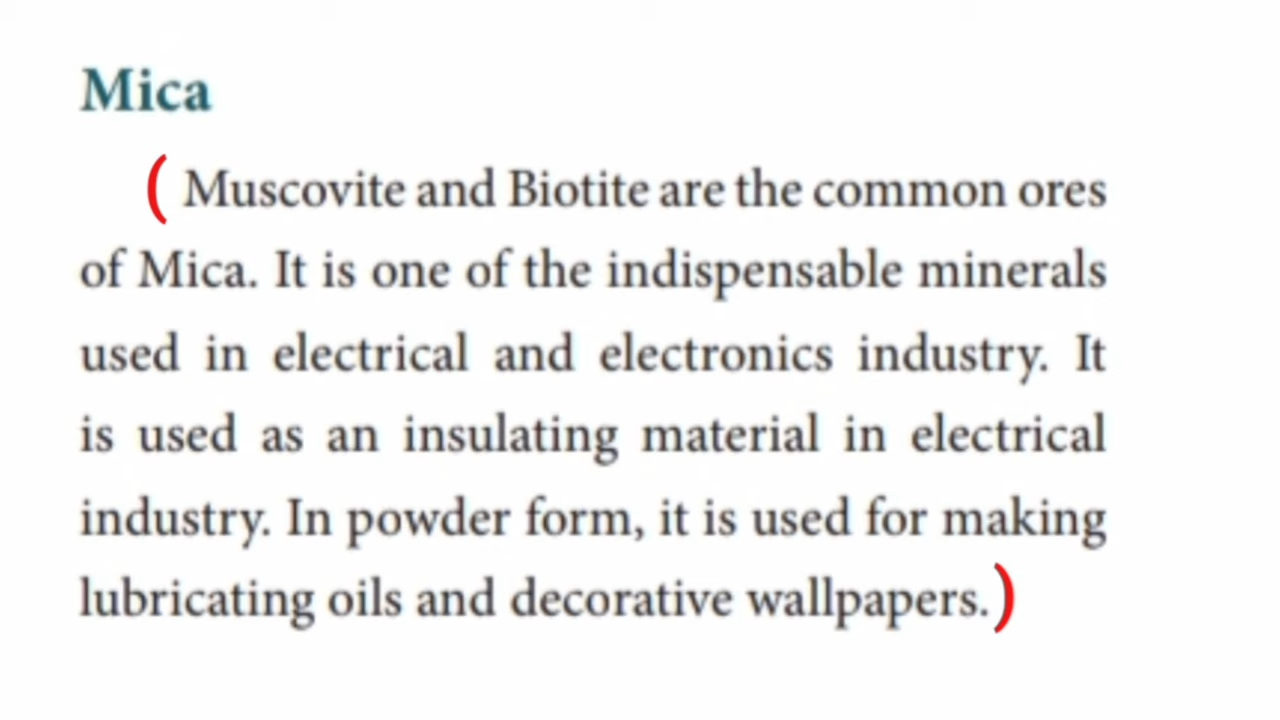 Mica
( Muscovite and Biotite are the common ores
of Mica. It is one of the indispensable minerals
used in electrical and electronics industry. It
is used as an insulating material in electrical
industry. In powder form, it is used for making
lubricating oils and decorative wallpapers.)